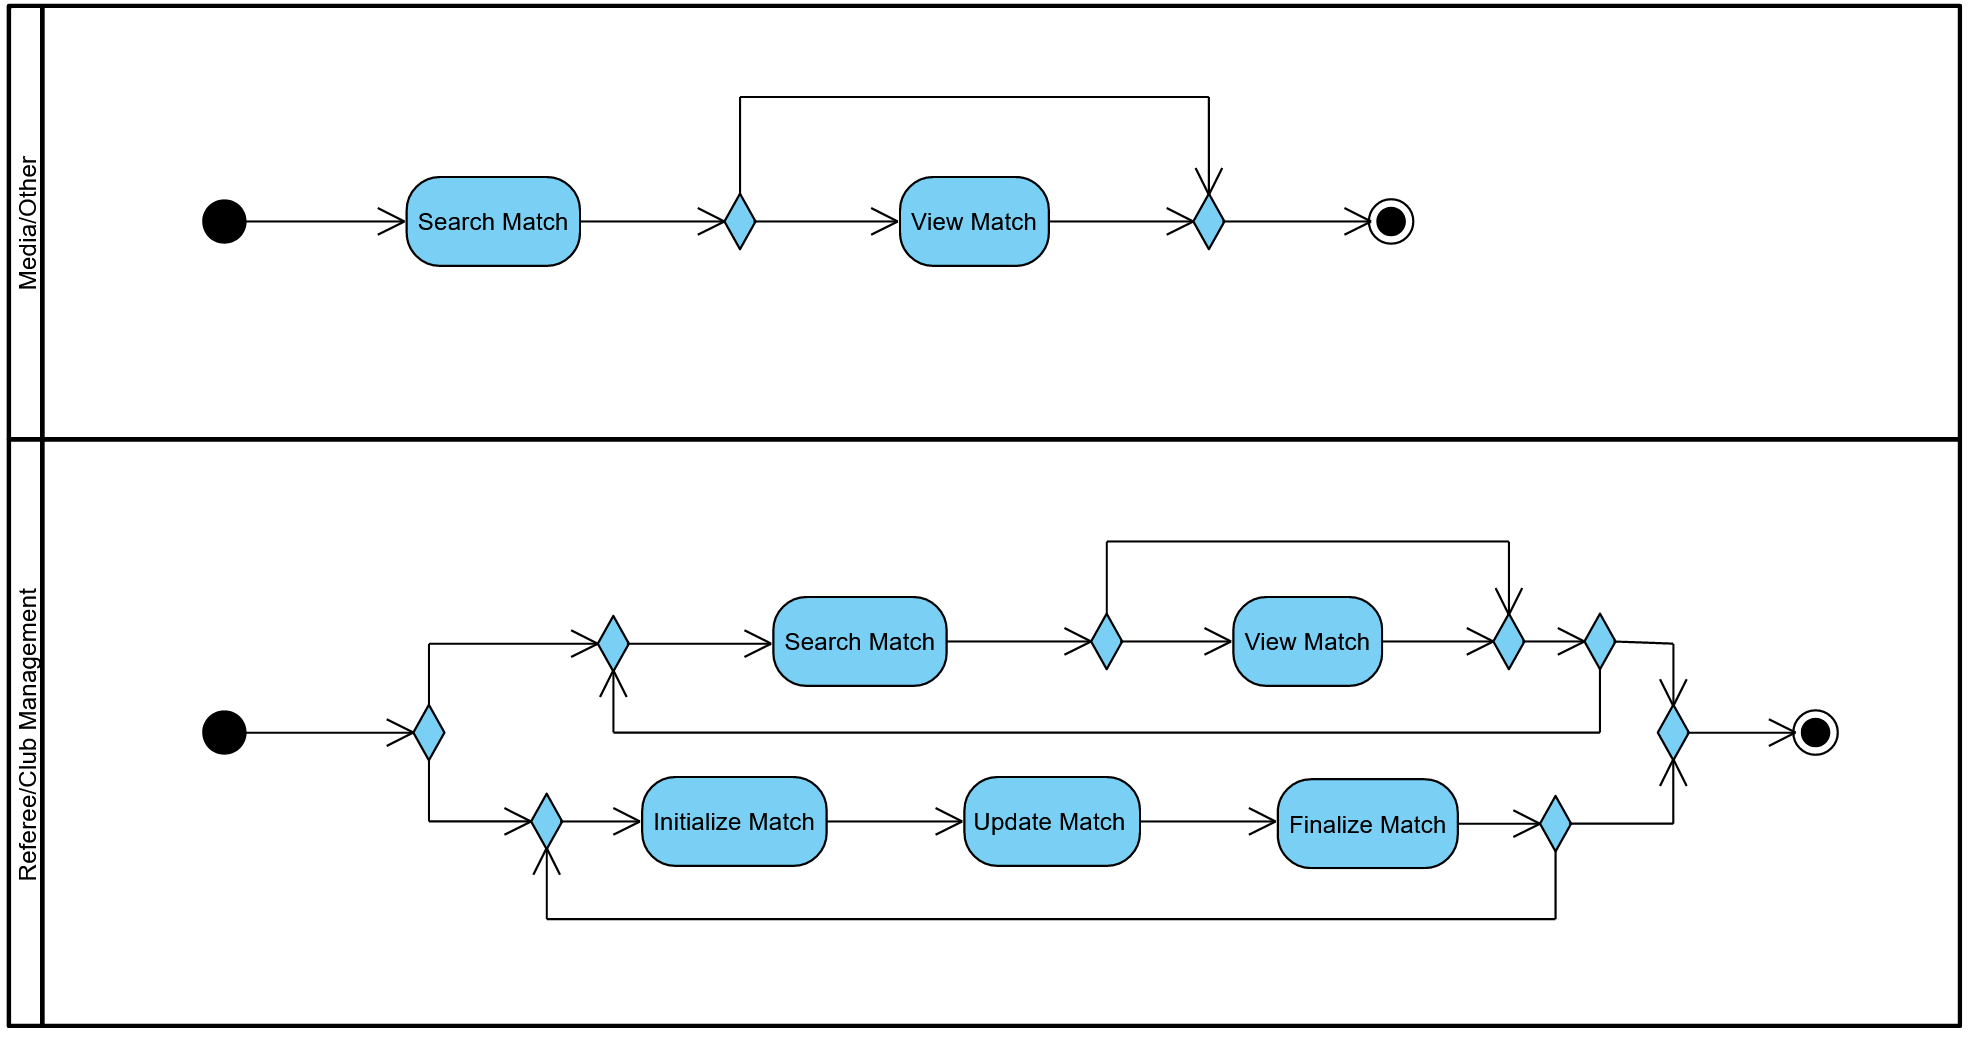 Media/Other
Search Match
View Match
Referee/Club Management
Search Match
View Match
Initialize Match
Update Match
Finalize Match